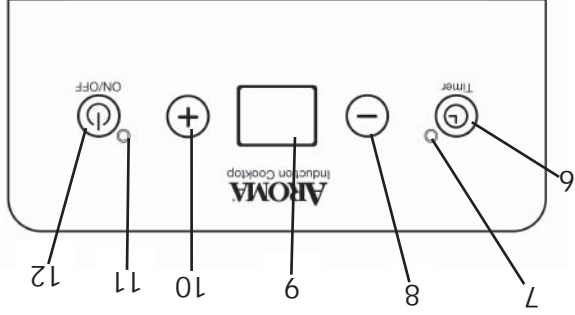 7 8 9 10 11 12
6
AROMA
Induction Cooktop
Timer ON/OFF